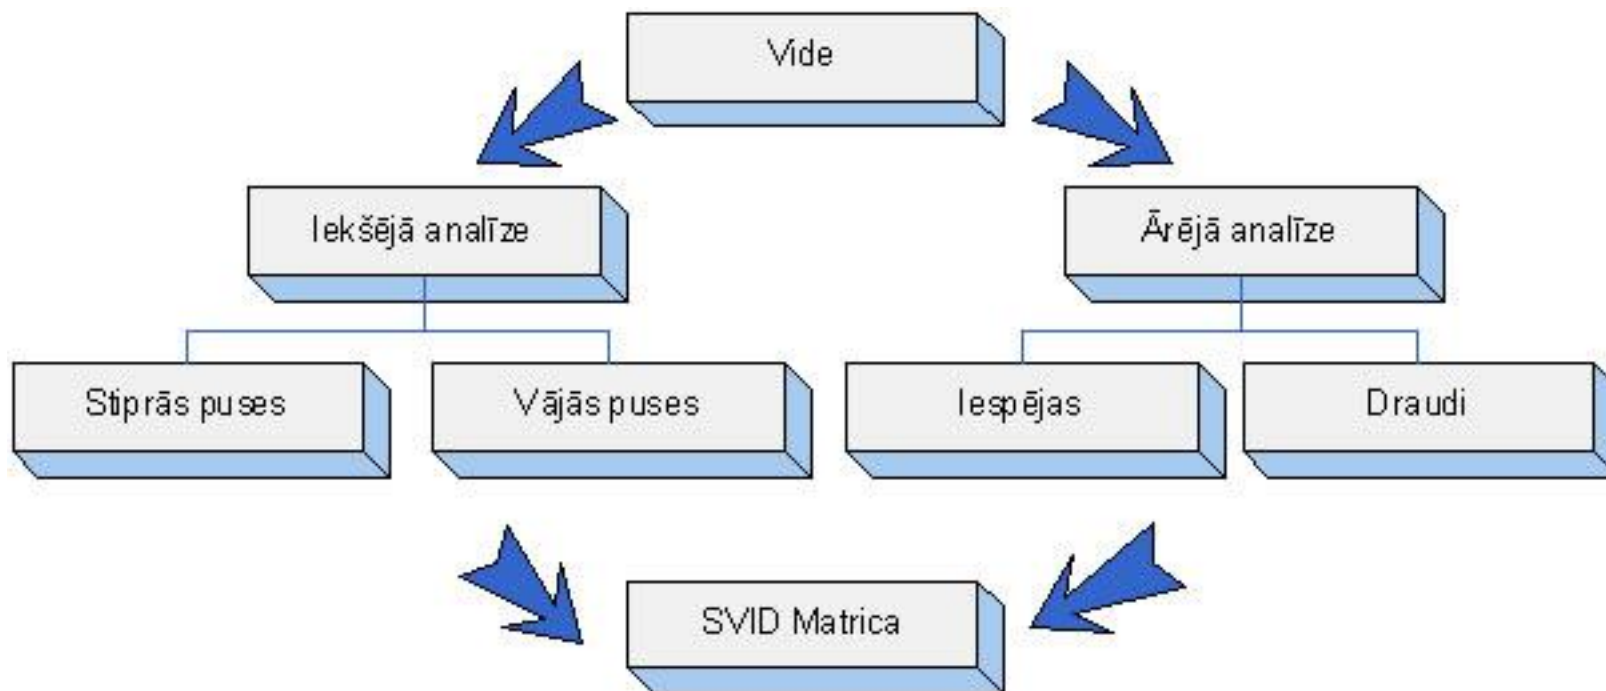 Vide
Iekšējā analīze
Ārējā analīze
Stiprās puses
Vājās puses
Iespējas
Draudi
SVID Matrica